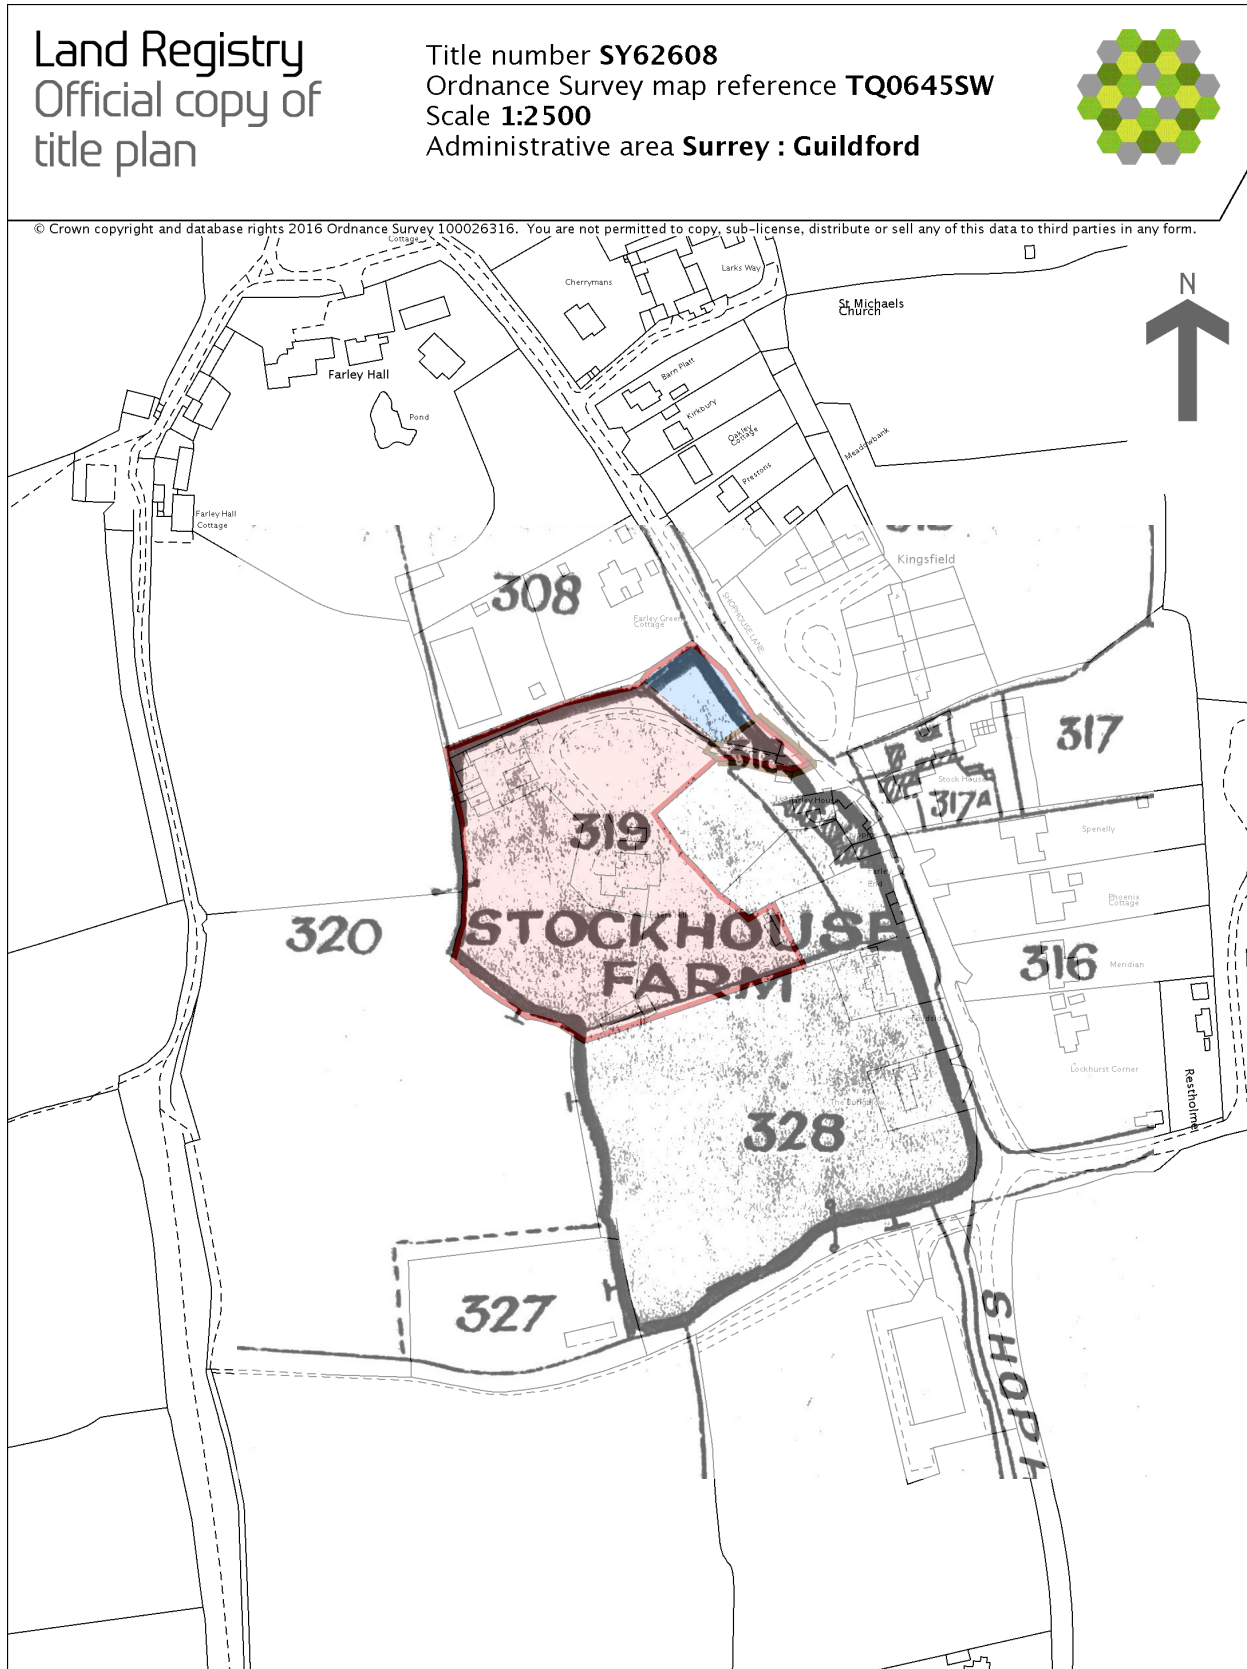 Land Registry
Official copy of
title plan
Title number SY62608
Ordnance Survey map reference TQ0645SW
Scale 1:2500
Administrative area Surrey : Guildford
© Crown copyright and database rights 2016 Ordnance Survey 100026316. You are not permitted to copy, sub-license, distribute or sell any of this data to third parties in any form.
Cottage
Larks Way
Cherrymans
N
St Michaels
Church
Farley Hall
Barn Platt
Pond
Kirkbury
Oakley
Cottage
Meadowbank
Prestons
Farley Hall
Cottage
Kingsfield
308
SHOPHOUSE LANE
Farley Green
Cottage
317
Stock House
317A
319
Spenelly
Farley House
Phoenix
Cottage
320
STOCKHOUSE
FARM
316
Meridian
Lockhurst Corner
Restholme
328
327
SHOP